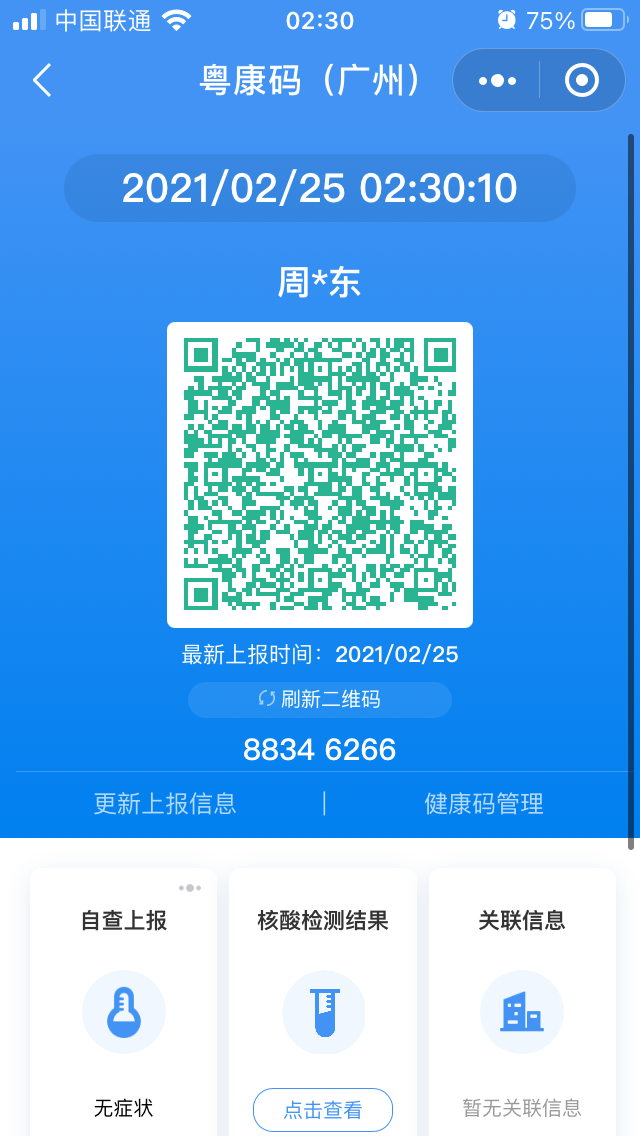 中国联通 02:30 75%
粤康码（广州）
2021/02/25 02:30:10
周*东
最新上报时间：2021/02/25
刷新二维码
8834 6266
更新上报信息 | 健康码管理
自查上报 核酸检测结果 关联信息
无症状 点击查看 暂无关联信息